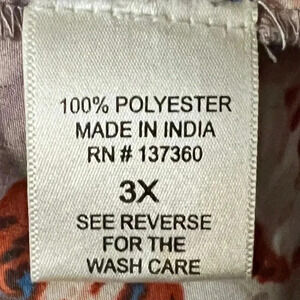 100% POLYESTER
MADE IN INDIA
RN # 137360
3X
SEE REVERSE
FOR THE
WASH CARE